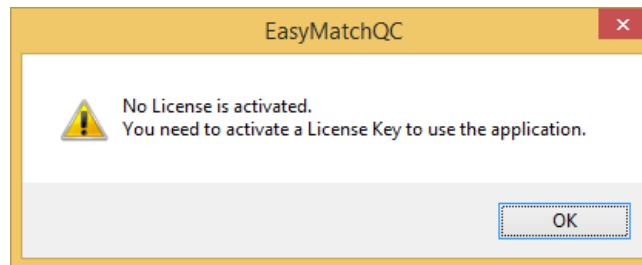 EasyMatchQC
No License is activated.
You need to activate a License Key to use the application.
OK